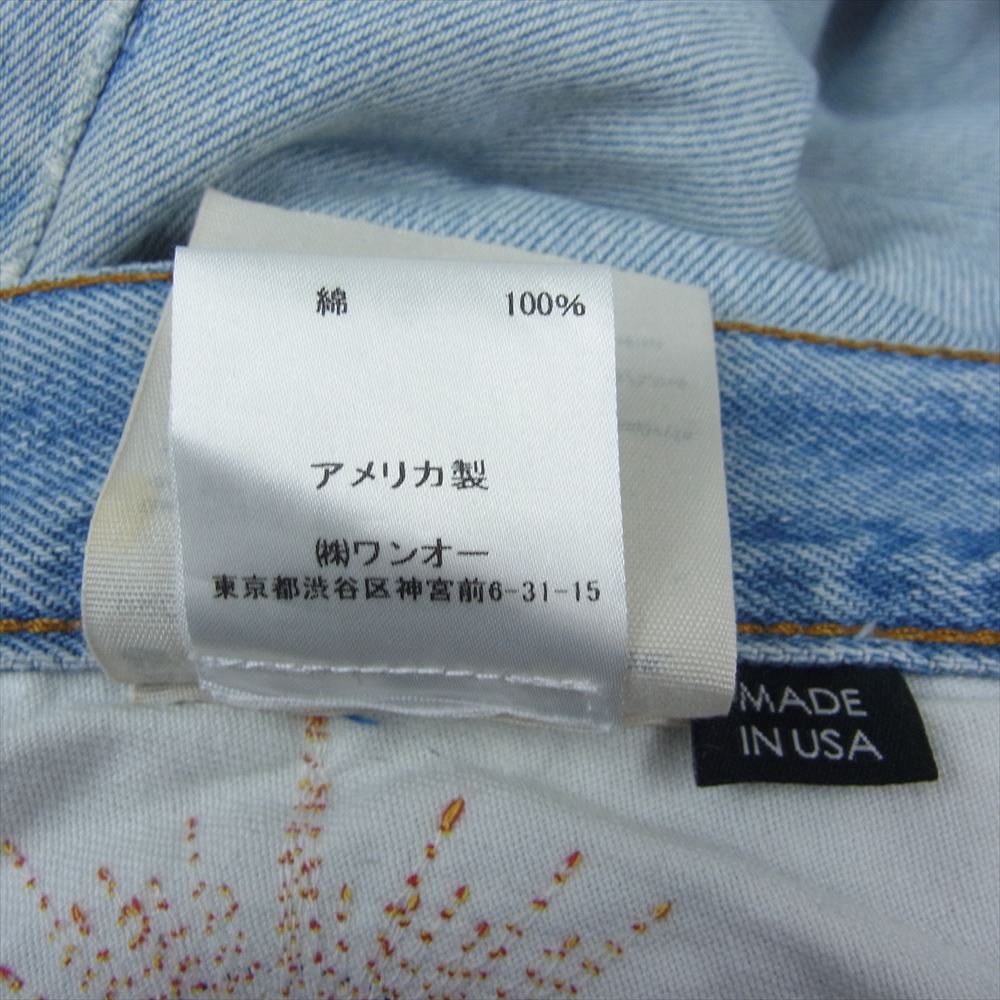 綿 100%
アメリカ製
㈱ワンオー
東京都渋谷区神宮前6-31-15
MADE
IN USA